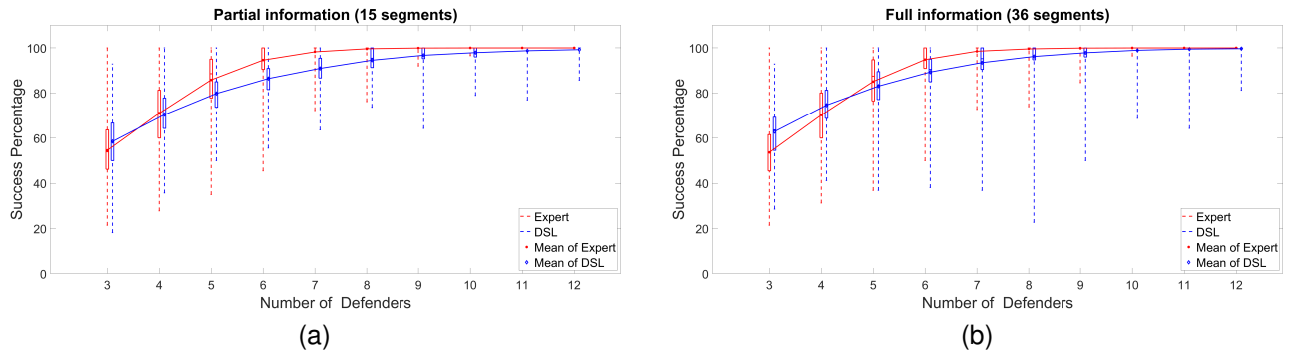 Partial information (15 segments)
100
80
60
40
20
0
Success Percentage
3 4 5 6 7 8 9 10 11 12
Number of Defenders
Expert
DSL
Mean of Expert
Mean of DSL
(a)
Full information (36 segments)
100
80
60
40
20
0
Success Percentage
3 4 5 6 7 8 9 10 11 12
Number of Defenders
Expert
DSL
Mean of Expert
Mean of DSL
(b)